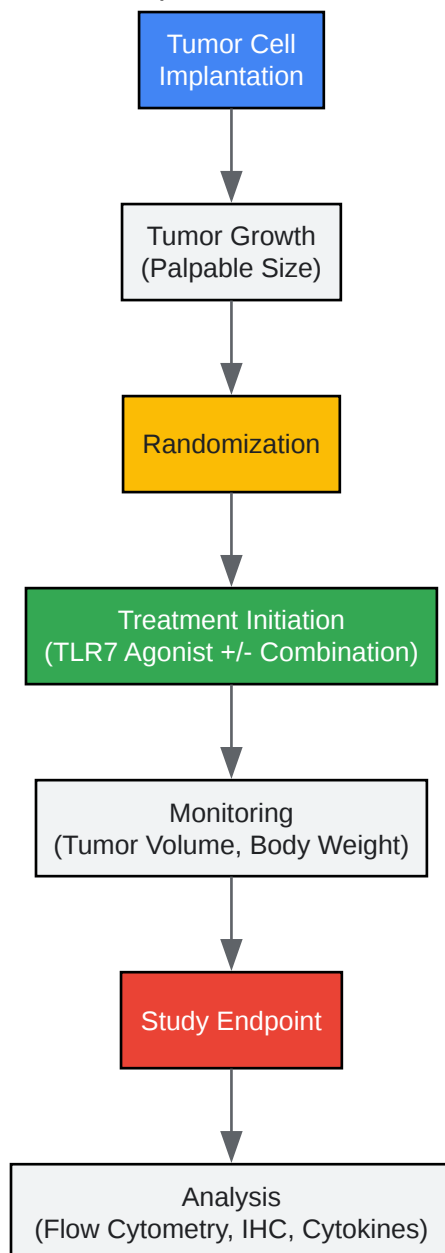 Tumor Cell
Implantation
Tumor Growth
(Palpable Size)
Randomization
Treatment Initiation
(TLR7 Agonist +/- Combination)
Monitoring
(Tumor Volume, Body Weight)
Study Endpoint
Analysis
(Flow Cytometry, IHC, Cytokines)